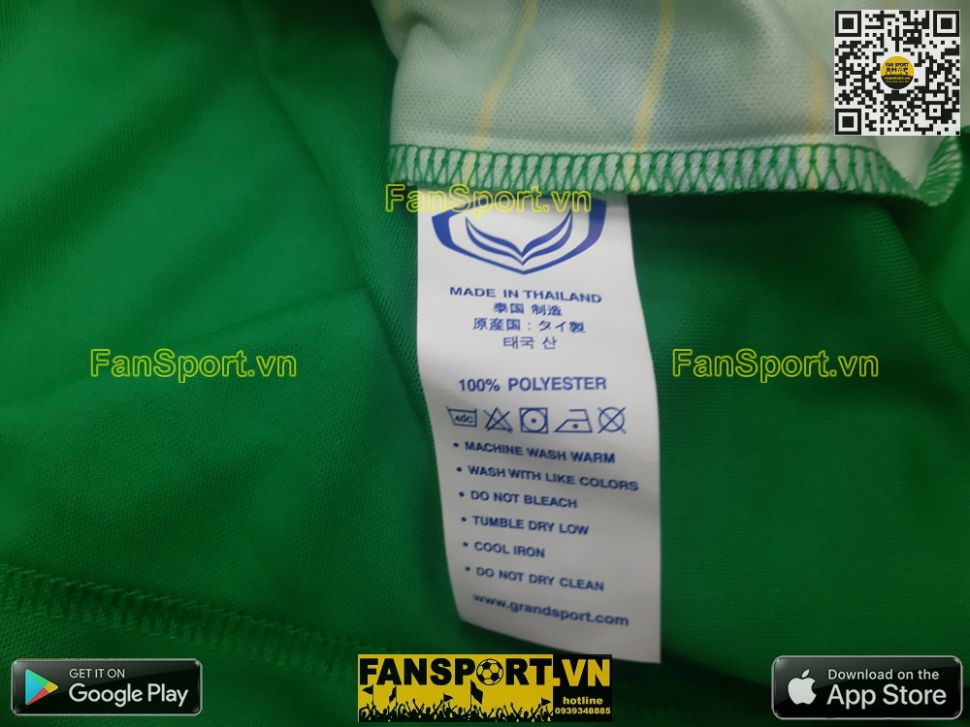 FAN SPORT
FanSport.vn
MADE IN THAILAND
泰国 制造
原産国：タイ製
태국 산
FanSport.vn
FanSport.vn
100% POLYESTER
40C
• MACHINE WASH WARM
• WASH WITH LIKE COLORS
• DO NOT BLEACH
• TUMBLE DRY LOW
• COOL IRON
• DO NOT DRY CLEAN
www.grandsport.com
GET IT ON
Google Play
FANSPORT.VN
hotline
0939348885
Download on the
App Store